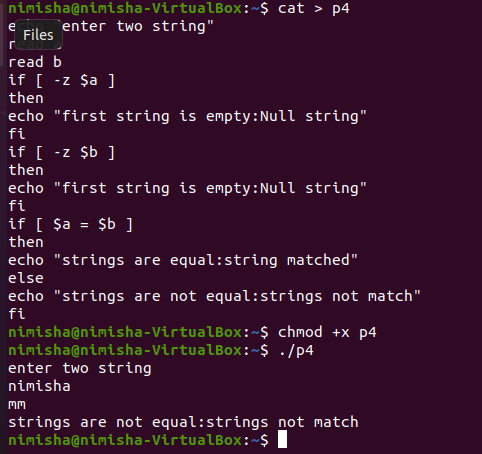 nimisha@nimisha-VirtualBox:~$ cat > p4
enter two string"
Files
read b
if [ -z $a ]
then
echo "first string is empty:Null string"
fi
if [ -z $b ]
then
echo "first string is empty:Null string"
fi
if [ $a = $b ]
then
echo "strings are equal:string matched"
else
echo "strings are not equal:strings not match"
fi
nimisha@nimisha-VirtualBox:~$ chmod +x p4
nimisha@nimisha-VirtualBox:~$ ./p4
enter two string
nimisha
mm
strings are not equal:strings not match
nimisha@nimisha-VirtualBox:~$